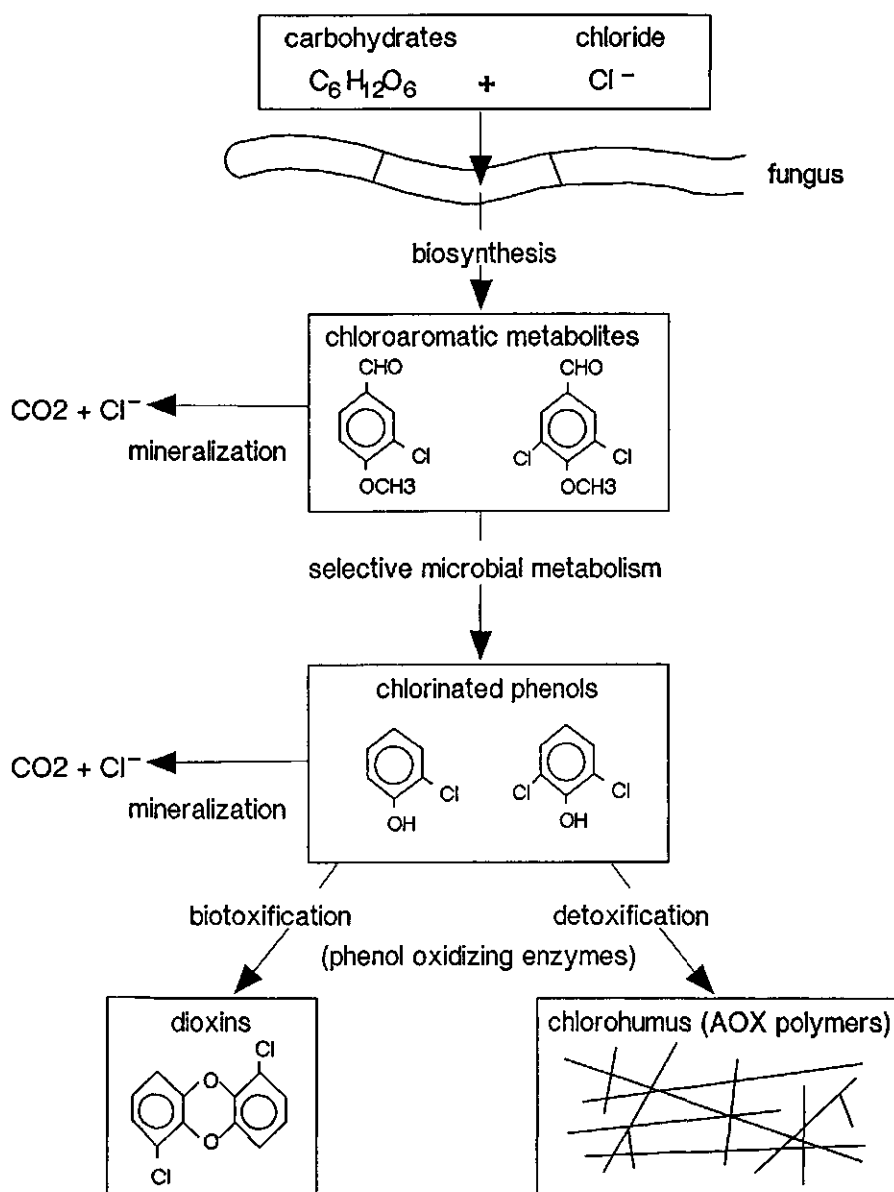 carbohydrates chloride
C6H12O6 + Cl−
fungus
biosynthesis
chloroaromatic metabolites
CHO CHO
CO2 + Cl−
mineralization
Cl Cl Cl
OCH3 OCH3
selective microbial metabolism
chlorinated phenols
CO2 + Cl−
mineralization
Cl Cl Cl
OH OH
biotoxification detoxification
(phenol oxidizing enzymes)
dioxins chlorohumus (AOX polymers)
Cl
O
O
Cl